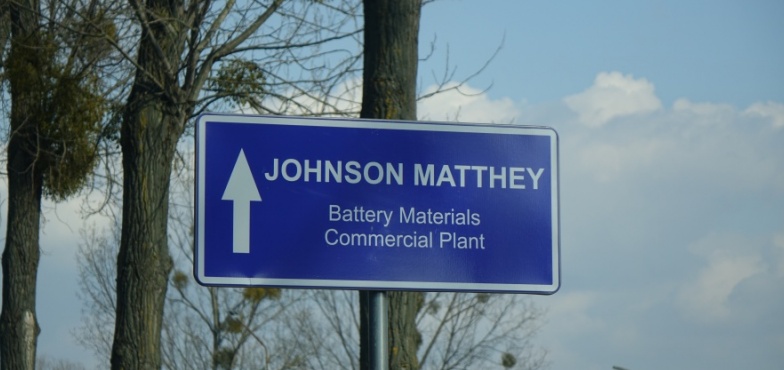 JOHNSON MATTHEY
Battery Materials
Commercial Plant